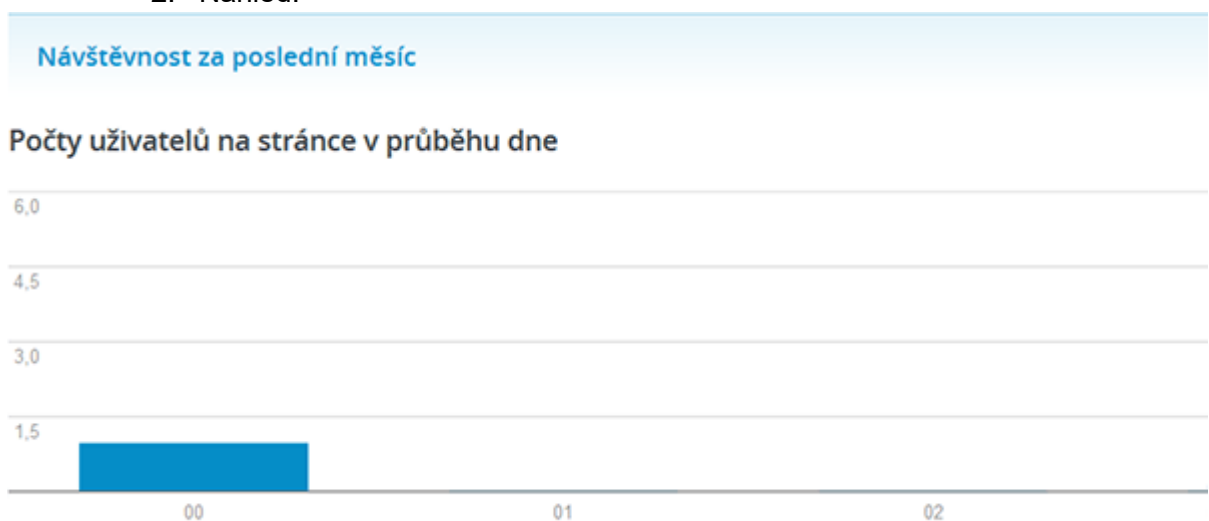 Návštěvnost za poslední měsíc
Počty uživatelů na stránce v průběhu dne
6,0
4,5
3,0
1,5
00 01 02